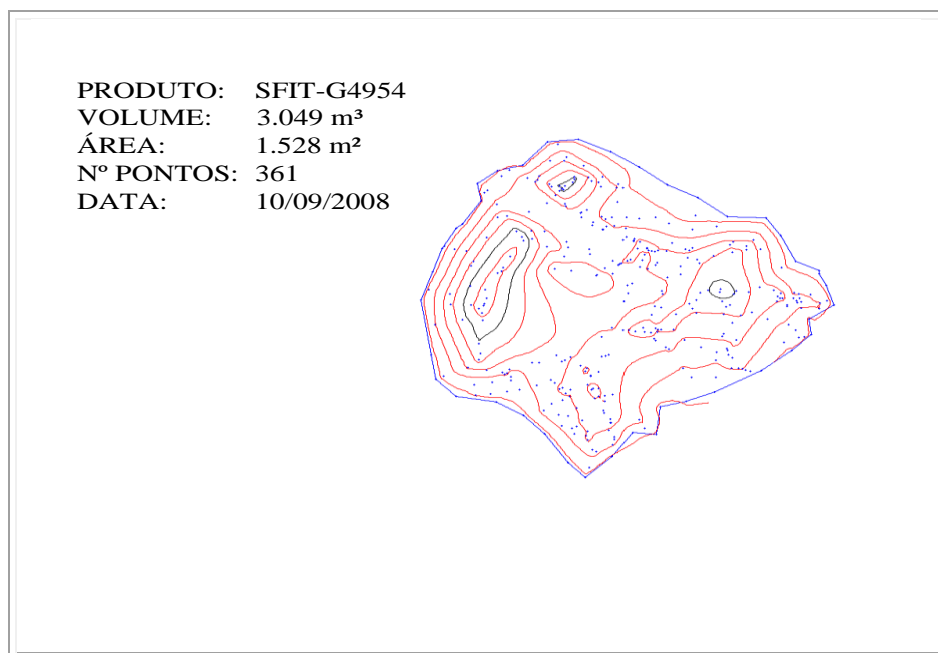 PRODUTO: SFIT-G4954
VOLUME: 3.049 m³
ÁREA: 1.528 m²
Nº PONTOS: 361
DATA: 10/09/2008